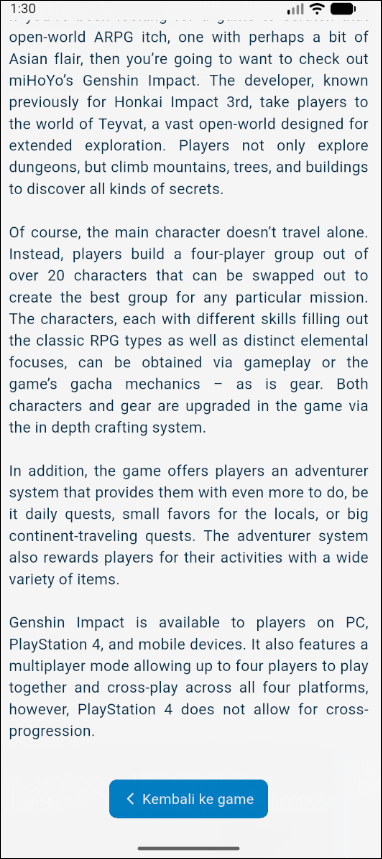 1:30
open-world ARPG itch, one with perhaps a bit of
Asian flair, then you're going to want to check out
miHoYo's Genshin Impact. The developer, known
previously for Honkai Impact 3rd, take players to
the world of Teyvat, a vast open-world designed for
extended exploration. Players not only explore
dungeons, but climb mountains, trees, and buildings
to discover all kinds of secrets.
Of course, the main character doesn't travel alone.
Instead, players build a four-player group out of
over 20 characters that can be swapped out to
create the best group for any particular mission.
The characters, each with different skills filling out
the classic RPG types as well as distinct elemental
focuses, can be obtained via gameplay or the
game's gacha mechanics – as is gear. Both
characters and gear are upgraded in the game via
the in depth crafting system.
In addition, the game offers players an adventurer
system that provides them with even more to do, be
it daily quests, small favors for the locals, or big
continent-traveling quests. The adventurer system
also rewards players for their activities with a wide
variety of items.
Genshin Impact is available to players on PC,
PlayStation 4, and mobile devices. It also features a
multiplayer mode allowing up to four players to play
together and cross-play across all four platforms,
however, PlayStation 4 does not allow for cross-
progression.
Kembali ke game